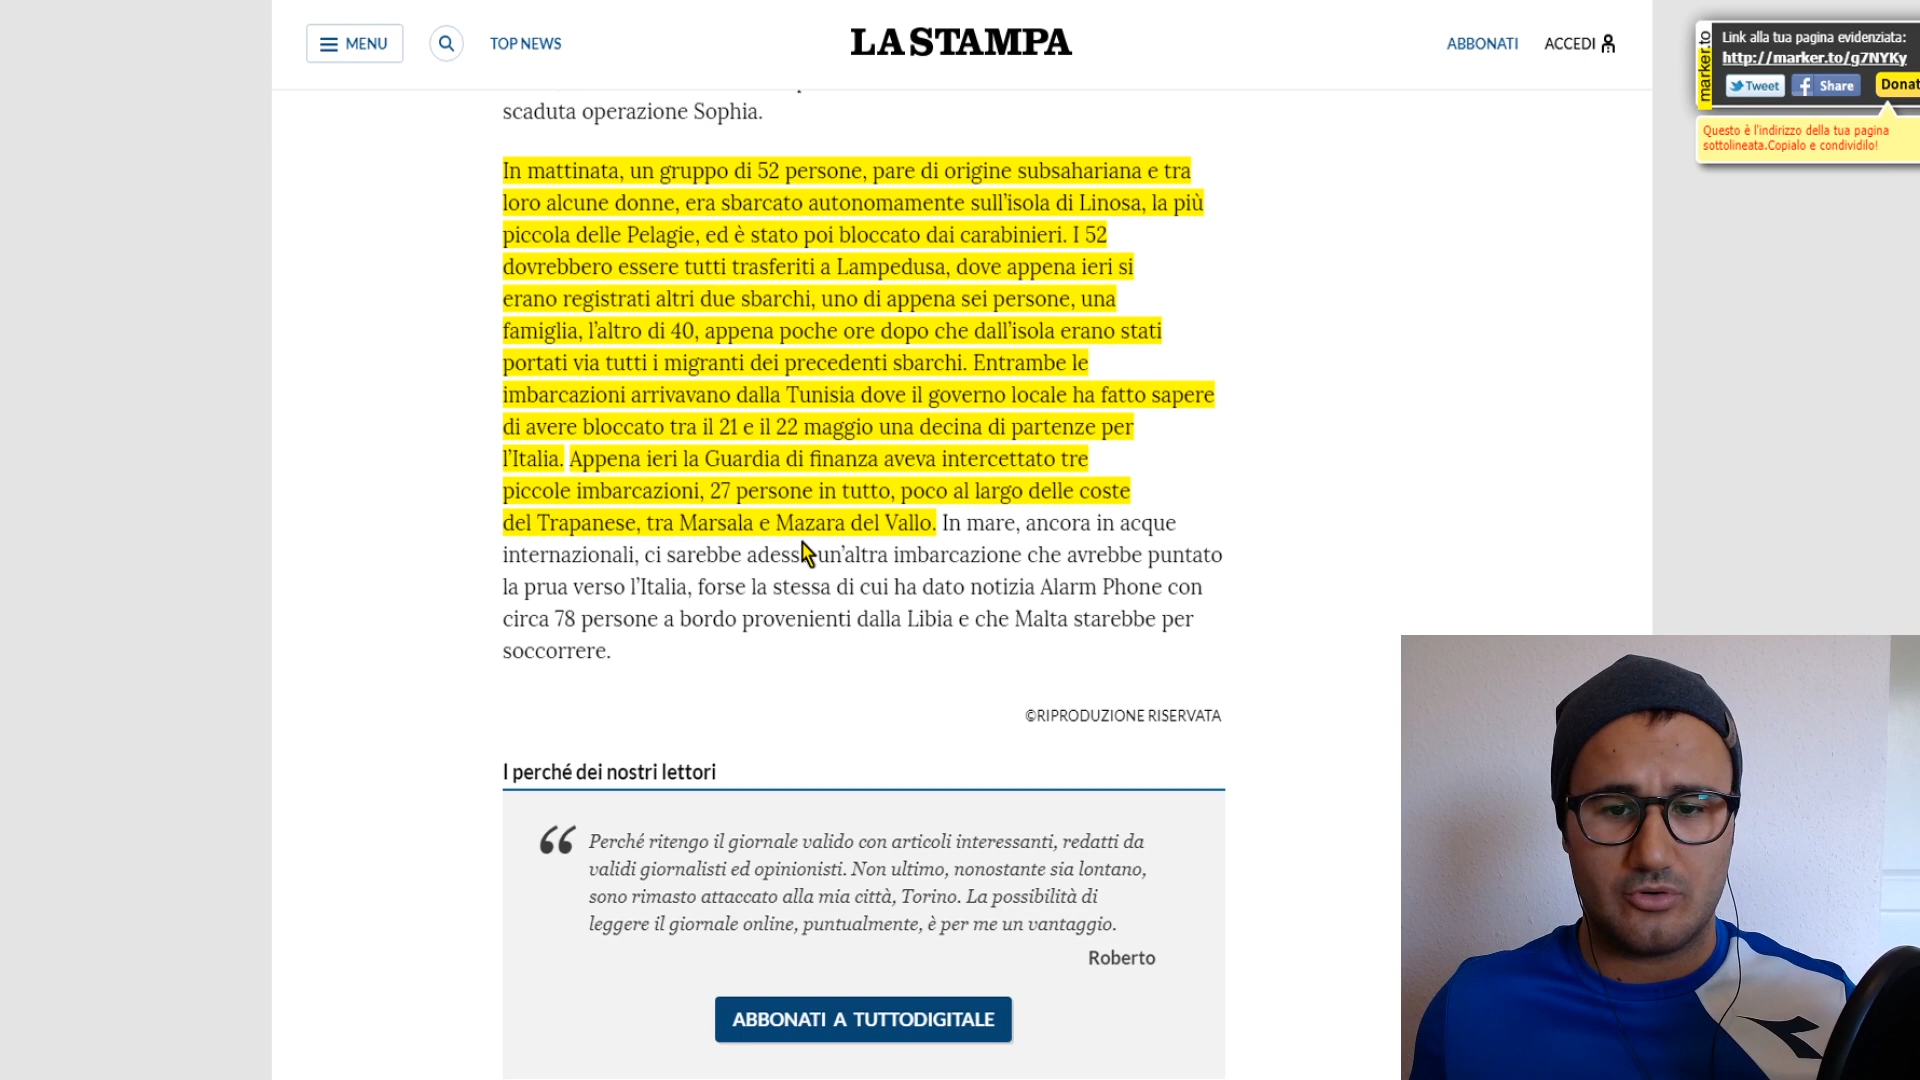 MENU
TOP NEWS
LA STAMPA
ABBONATI
ACCEDI
marker.to
Link alla tua pagina evidenziata:
http://marker.to/g7NYKy
Tweet
Share
Donat
Questo è l'indirizzo della tua pagina
sottolineata.Copialo e condividilo!
scaduta operazione Sophia.
In mattinata, un gruppo di 52 persone, pare di origine subsahariana e tra
loro alcune donne, era sbarcato autonomamente sull'isola di Linosa, la più
piccola delle Pelagie, ed è stato poi bloccato dai carabinieri. I 52
dovrebbero essere tutti trasferiti a Lampedusa, dove appena ieri si
erano registrati altri due sbarchi, uno di appena sei persone, una
famiglia, l'altro di 40, appena poche ore dopo che dall'isola erano stati
portati via tutti i migranti dei precedenti sbarchi. Entrambe le
imbarcazioni arrivavano dalla Tunisia dove il governo locale ha fatto sapere
di avere bloccato tra il 21 e il 22 maggio una decina di partenze per
l'Italia. Appena ieri la Guardia di finanza aveva intercettato tre
piccole imbarcazioni, 27 persone in tutto, poco al largo delle coste
del Trapanese, tra Marsala e Mazara del Vallo. In mare, ancora in acque
internazionali, ci sarebbe adesso un'altra imbarcazione che avrebbe puntato
la prua verso l'Italia, forse la stessa di cui ha dato notizia Alarm Phone con
circa 78 persone a bordo provenienti dalla Libia e che Malta starebbe per
soccorrere.
©RIPRODUZIONE RISERVATA
I perché dei nostri lettori
“ Perché ritengo il giornale valido con articoli interessanti, redatti da
validi giornalisti ed opinionisti. Non ultimo, nonostante sia lontano,
sono rimasto attaccato alla mia città, Torino. La possibilità di
leggere il giornale online, puntualmente, è per me un vantaggio.
Roberto
ABBONATI A TUTTODIGITALE